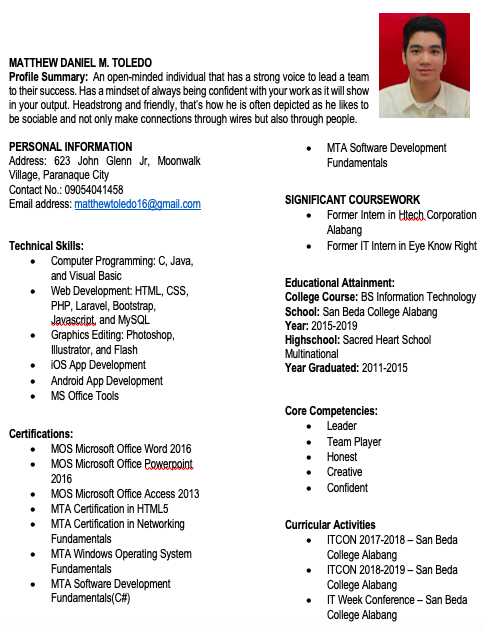 MATTHEW DANIEL M. TOLEDO
Profile Summary: An open-minded individual that has a strong voice to lead a team
to their success. Has a mindset of always being confident with your work as it will show
in your output. Headstrong and friendly, that's how he is often depicted as he likes to
be sociable and not only make connections through wires but also through people.
PERSONAL INFORMATION
Address: 623 John Glenn Jr, Moonwalk
Village, Paranaque City
Contact No.: 09054041458
Email address: matthewtoledo16@gmail.com
Technical Skills:
• Computer Programming: C, Java,
and Visual Basic
• Web Development: HTML, CSS,
PHP, Laravel, Bootstrap,
Javascript, and MySQL
• Graphics Editing: Photoshop,
Illustrator, and Flash
• iOS App Development
• Android App Development
• MS Office Tools
Certifications:
• MOS Microsoft Office Word 2016
• MOS Microsoft Office Powerpoint
2016
• MOS Microsoft Office Access 2013
• MTA Certification in HTML5
• MTA Certification in Networking
Fundamentals
• MTA Windows Operating System
Fundamentals
• MTA Software Development
Fundamentals(C#)
• MTA Software Development
Fundamentals
SIGNIFICANT COURSEWORK
• Former Intern in Htech Corporation
Alabang
• Former IT Intern in Eye Know Right
Educational Attainment:
College Course: BS Information Technology
School: San Beda College Alabang
Year: 2015-2019
Highschool: Sacred Heart School
Multinational
Year Graduated: 2011-2015
Core Competencies:
• Leader
• Team Player
• Honest
• Creative
• Confident
Curricular Activities
• ITCON 2017-2018 – San Beda
College Alabang
• ITCON 2018-2019 – San Beda
College Alabang
• IT Week Conference – San Beda
College Alabang